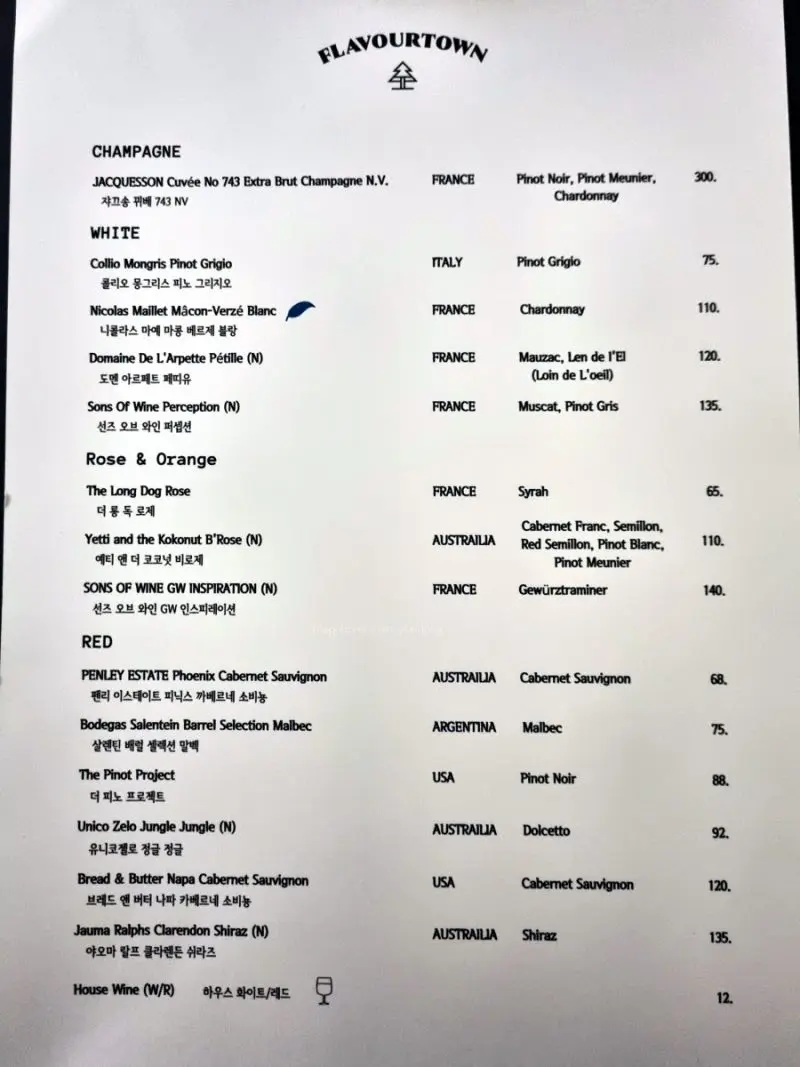 FLAVOURTOWN
CHAMPAGNE
JACQUESSON Cuvée No 743 Extra Brut Champagne N.V. FRANCE Pinot Noir, Pinot Meunier, 300.
쟈끄송 뀌베 743 NV Chardonnay
WHITE
Collio Mongris Pinot Grigio ITALY Pinot Grigio 75.
콜리오 몽그리스 피노 그리지오
Nicolas Maillet Mâcon-Verzé Blanc FRANCE Chardonnay 110.
니콜라스 마예 마콩 베르제 블랑
Domaine De L'Arpette Pétille (N) FRANCE Mauzac, Len de l'El 120.
도멘 아르페트 페띠유 (Loin de L'oeil)
Sons Of Wine Perception (N) FRANCE Muscat, Pinot Gris 135.
선즈 오브 와인 퍼셉션
Rose & Orange
The Long Dog Rose FRANCE Syrah 65.
더 롱 독 로제
Cabernet Franc, Semillon,
Yetti and the Kokonut B'Rose (N) AUSTRAILIA Red Semillon, Pinot Blanc, 110.
예티 앤 더 코코넛 비로제 Pinot Meunier
SONS OF WINE GW INSPIRATION (N) FRANCE Gewürztraminer 140.
선즈 오브 와인 GW 인스피레이션
RED
PENLEY ESTATE Phoenix Cabernet Sauvignon AUSTRAILIA Cabernet Sauvignon 68.
펜리 이스테이트 피닉스 까베르네 소비뇽
Bodegas Salentein Barrel Selection Malbec ARGENTINA Malbec 75.
살렌틴 배럴 셀렉션 말벡
The Pinot Project USA Pinot Noir 88.
더 피노 프로젝트
Unico Zelo Jungle Jungle (N) AUSTRAILIA Dolcetto 92.
유니코젤로 정글 정글
Bread & Butter Napa Cabernet Sauvignon USA Cabernet Sauvignon 120.
브레드 앤 버터 나파 카베르네 소비뇽
Jauma Ralphs Clarendon Shiraz (N) AUSTRAILIA Shiraz 135.
야오마 랄프 클라렌든 쉬라즈
House Wine (W/R) 하우스 화이트/레드 12.